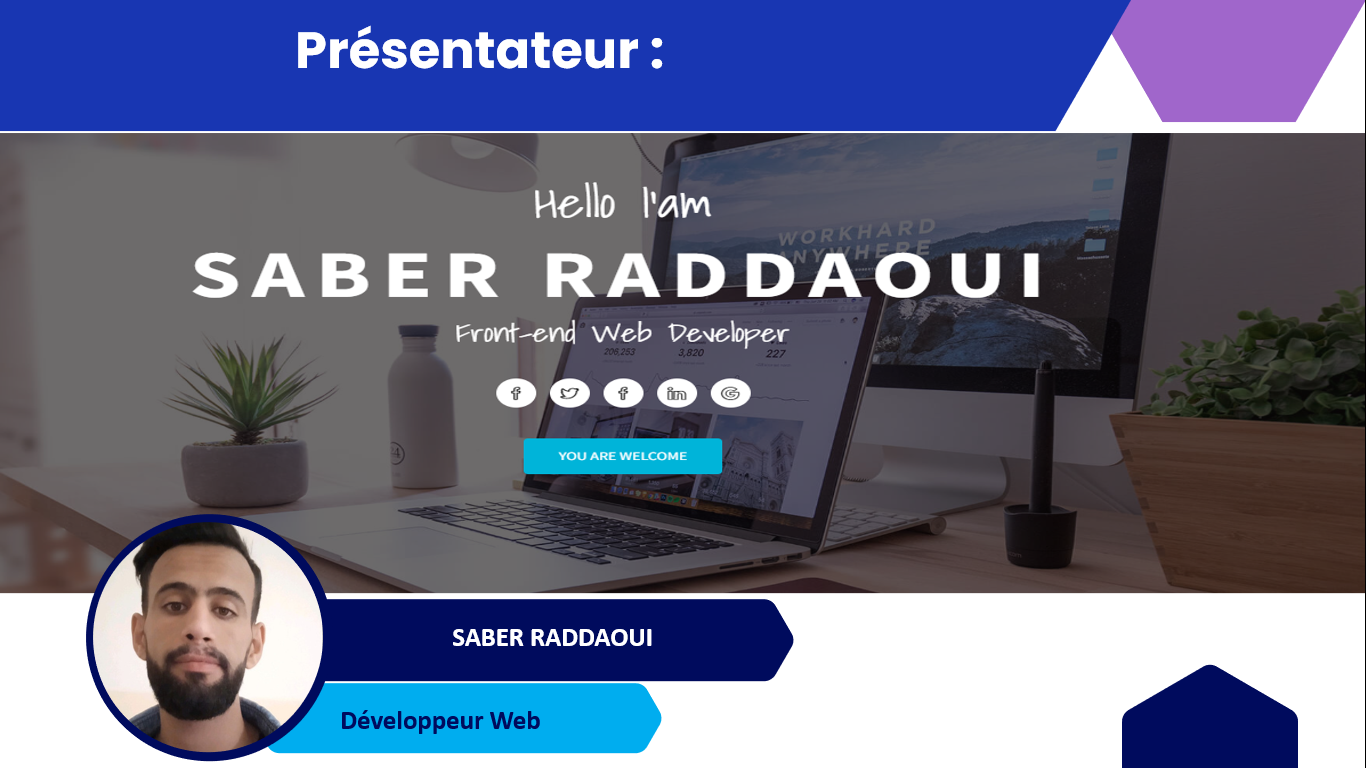 Présentateur :
Hello I'am
WORKHARD
ANYWHERE
SABER RADDAOUI
Front-end Web Developer
206,253 3,820 227
YOU ARE WELCOME
SABER RADDAOUI
Développeur Web